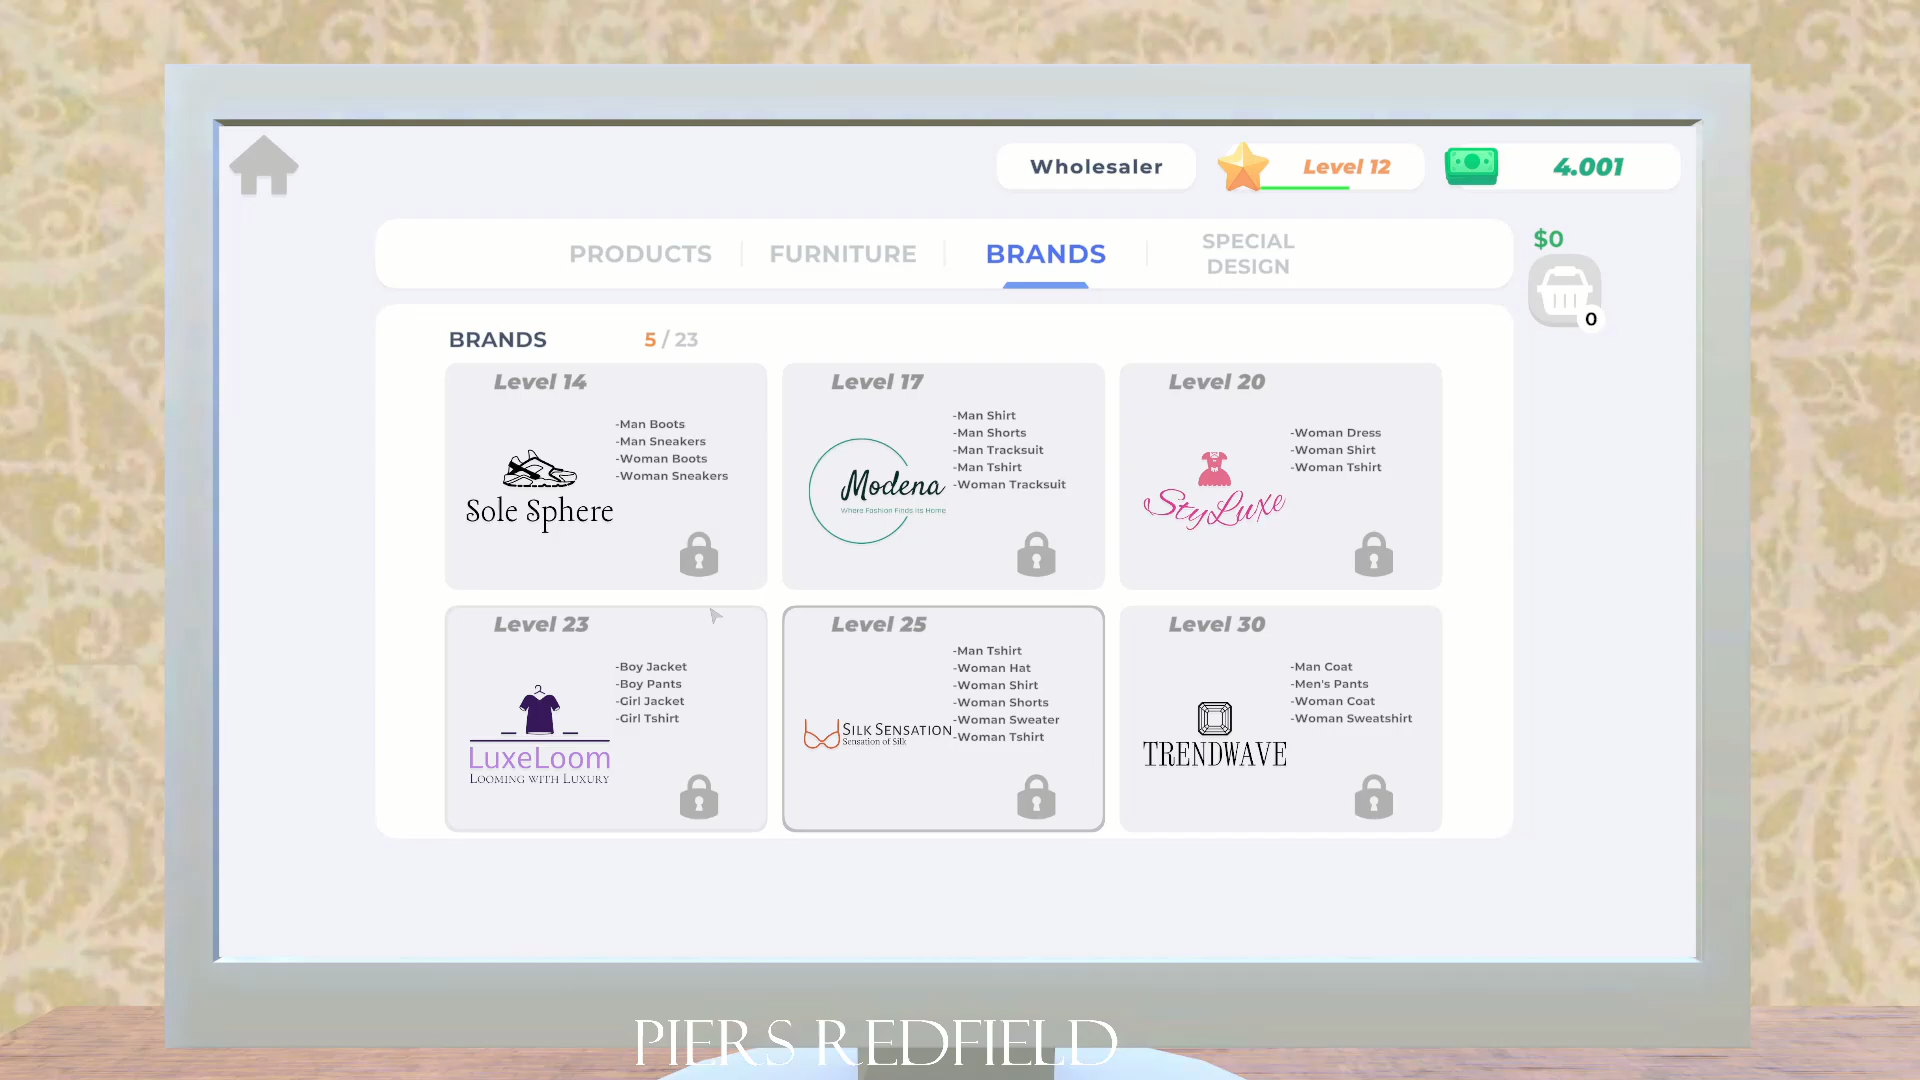 Wholesaler
Level 12
4.001
PRODUCTS
FURNITURE
BRANDS
SPECIAL
DESIGN
$0
0
BRANDS
5 / 23
Level 14
-Man Boots
-Man Sneakers
-Woman Boots
-Woman Sneakers
Sole Sphere
Level 17
-Man Shirt
-Man Shorts
-Man Tracksuit
-Man Tshirt
-Woman Tracksuit
Modena
Where Fashion Finds Its Home
Level 20
-Woman Dress
-Woman Shirt
-Woman Tshirt
StyLuxe
Level 23
-Boy Jacket
-Boy Pants
-Girl Jacket
-Girl Tshirt
LuxeLoom
Looming with Luxury
Level 25
-Man Tshirt
-Woman Hat
-Woman Shirt
-Woman Shorts
-Woman Sweater
-Woman Tshirt
Silk Sensation
Sensation of Silk
Level 30
-Man Coat
-Men's Pants
-Woman Coat
-Woman Sweatshirt
TRENDWAVE
PIERS REDFIELD